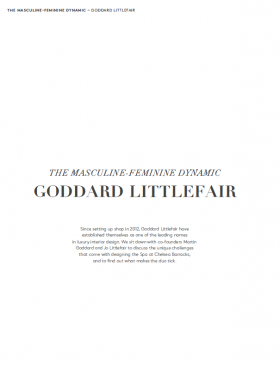 THE MASCULINE-FEMININE DYNAMIC – GODDARD LITTLEFAIR
THE MASCULINE-FEMININE DYNAMIC
GODDARD LITTLEFAIR
Since setting up shop in 2012, Goddard Littlefair have
established themselves as one of the leading names
in luxury interior design. We sit down with co-founders Martin
Goddard and Jo Littlefair to discuss the unique challenges
that come with designing the Spa at Chelsea Barracks,
and to find out what makes the duo tick.